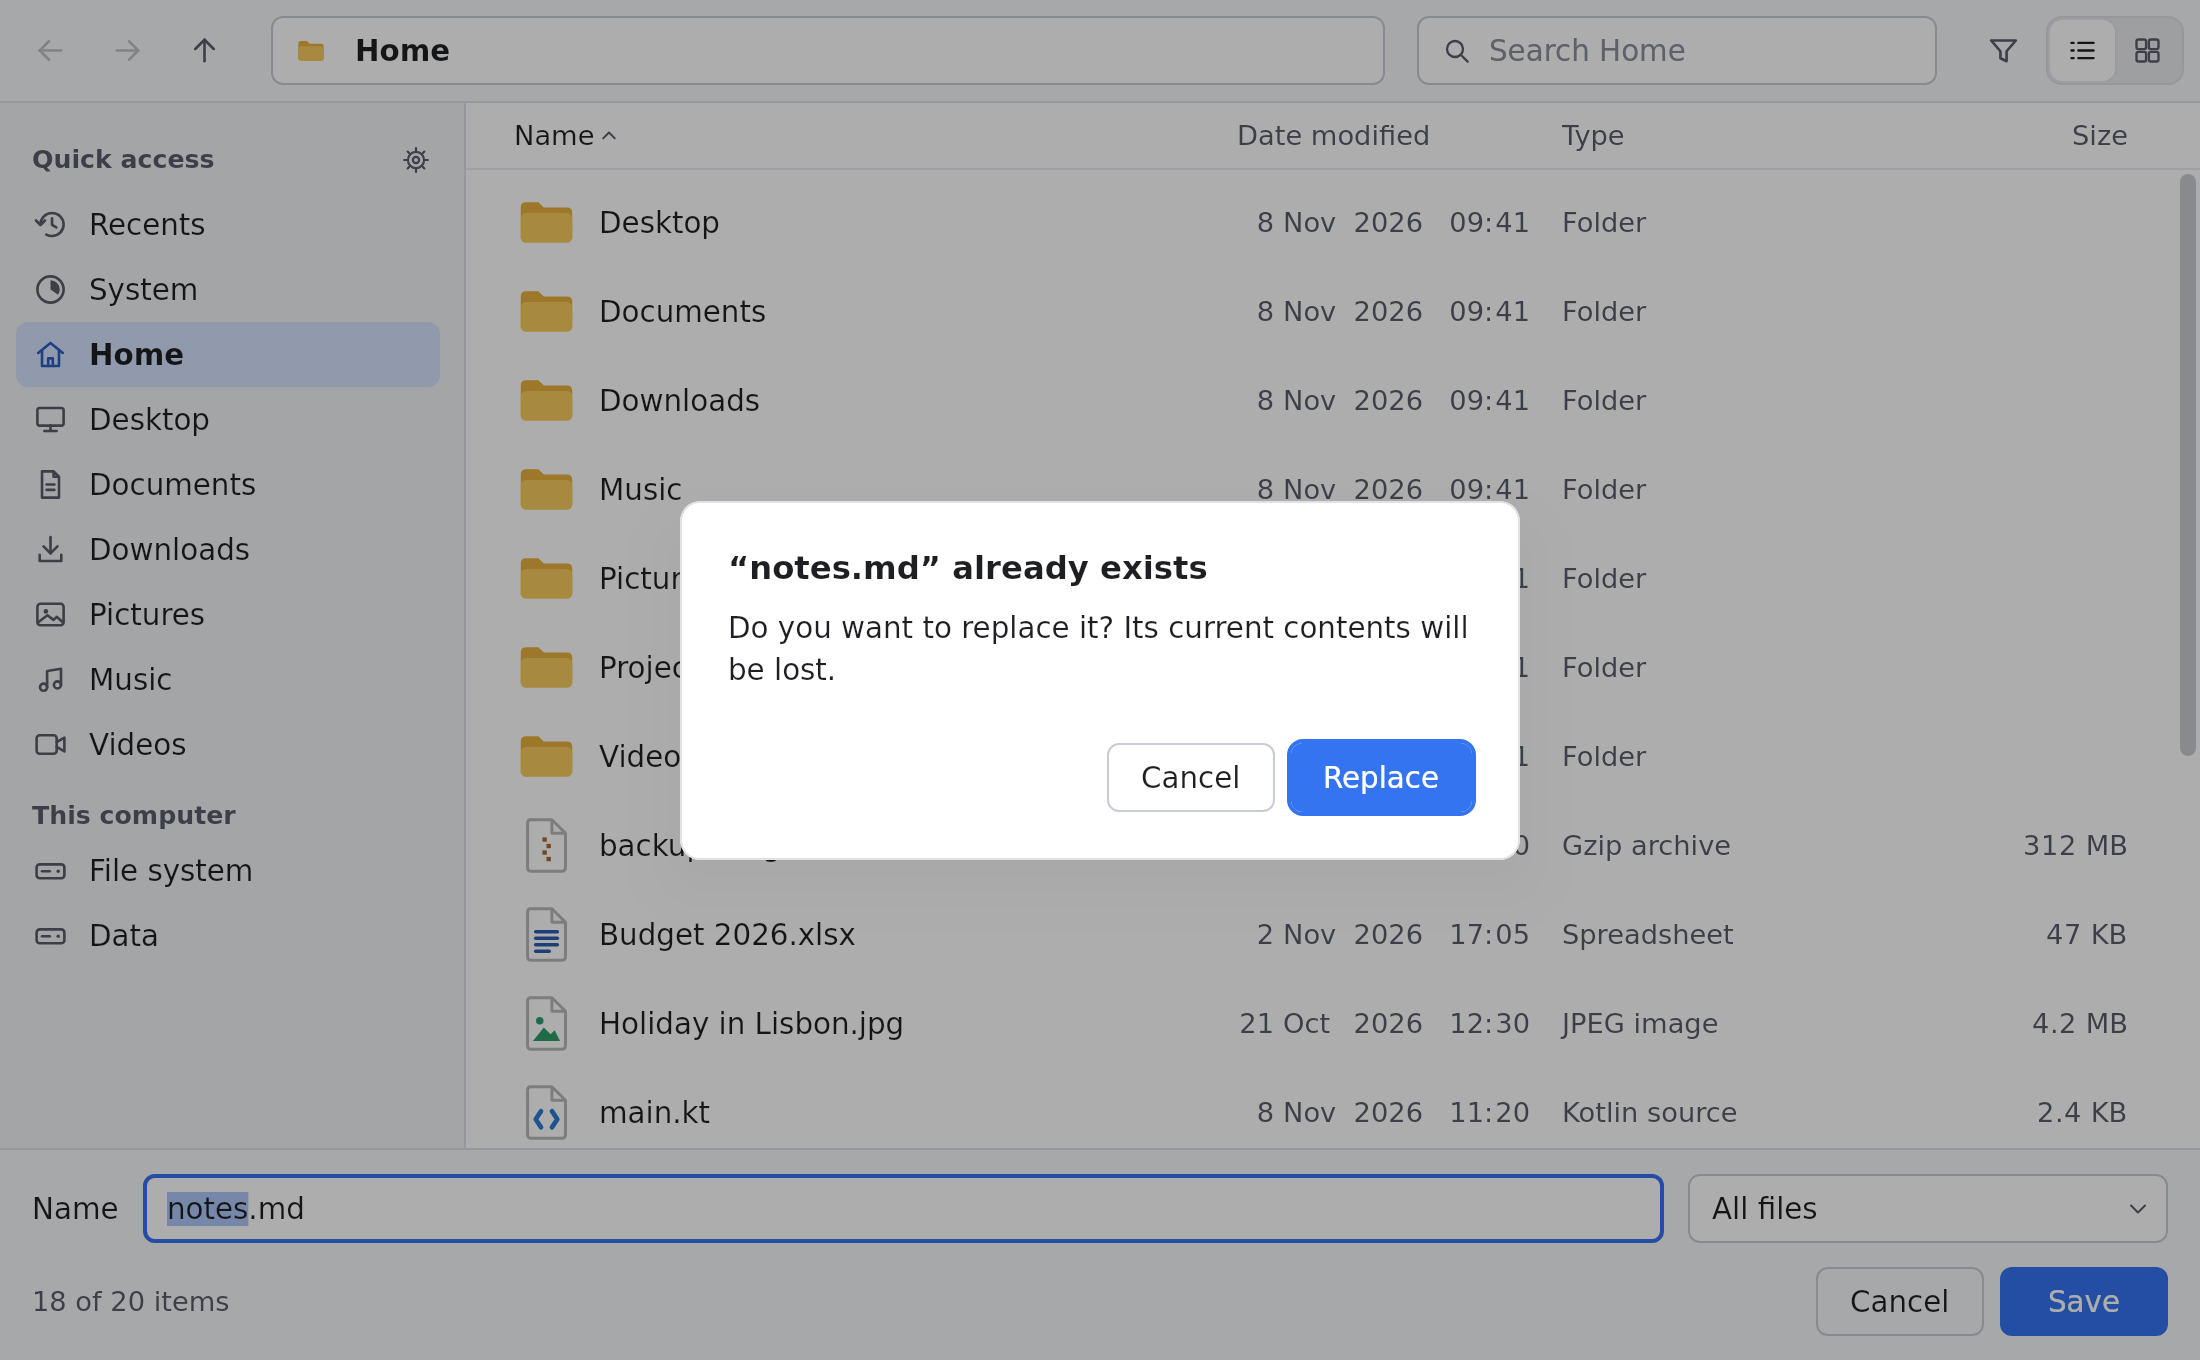 Home
Search Home
Quick access
Recents
System
Home
Desktop
Documents
Downloads
Pictures
Music
Videos
This computer
File system
Data
Name Date modified Type Size
Desktop 8 Nov 2026 09:41 Folder
Documents 8 Nov 2026 09:41 Folder
Downloads 8 Nov 2026 09:41 Folder
Music 8 Nov 2026 09:41 Folder
Folder
Folder
Folder
Gzip archive 312 MB
Budget 2026.xlsx 2 Nov 2026 17:05 Spreadsheet 47 KB
Holiday in Lisbon.jpg 21 Oct 2026 12:30 JPEG image 4.2 MB
main.kt 8 Nov 2026 11:20 Kotlin source 2.4 KB
“notes.md” already exists
Do you want to replace it? Its current contents will
be lost.
Cancel Replace
Name notes.md All files
18 of 20 items Cancel Save